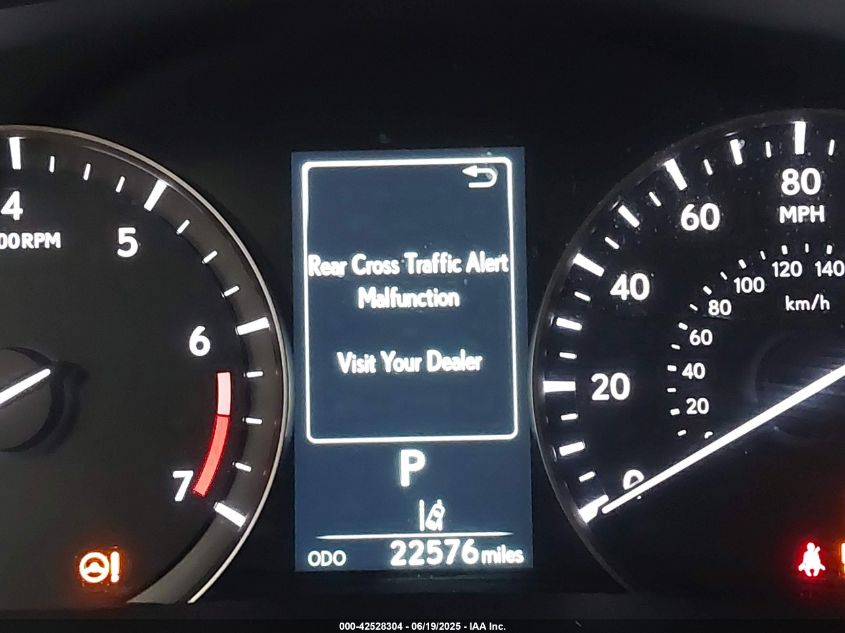 4
00RPM
5
6
7
Rear Cross Traffic Alert
Malfunction
Visit Your Dealer
P
ODO 22576 miles
80
MPH
60
40
20
0
140
120
100
80
60
40
20
km/h
000-42528304 - 06/19/2025 - IAA Inc.